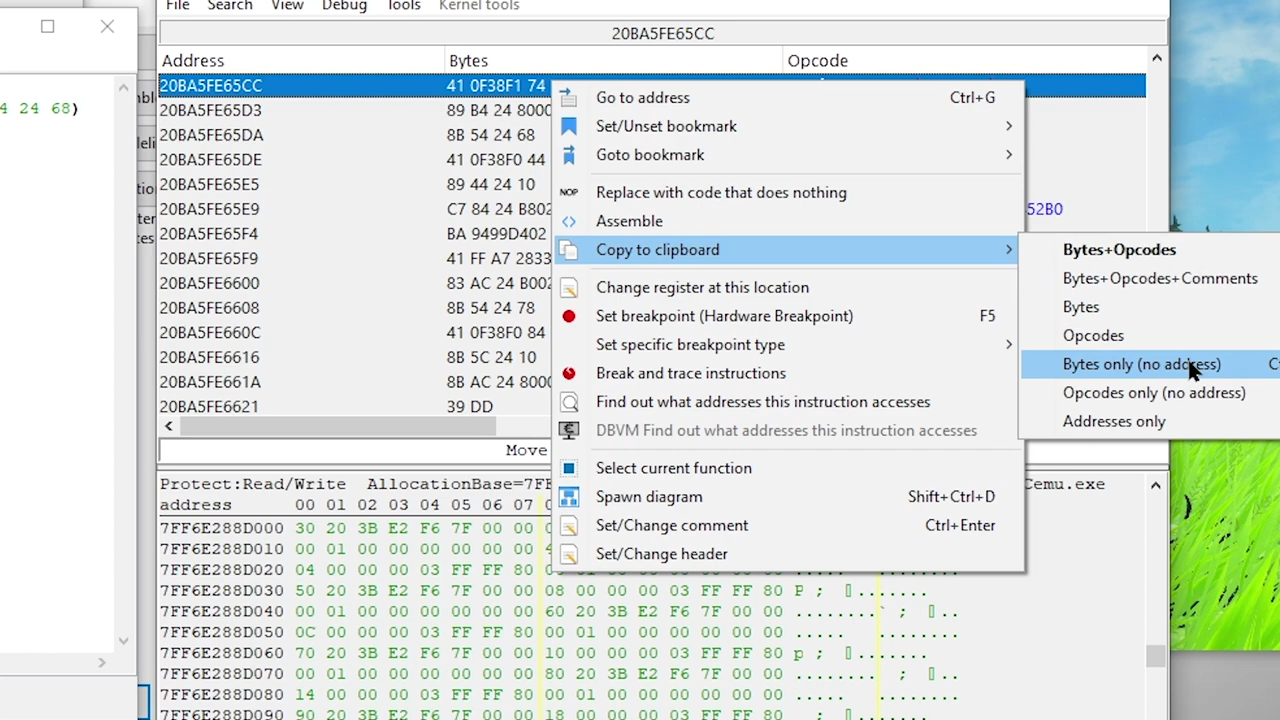 File Search View Debug Tools Kernel tools
20BA5FE65CC
Address Bytes Opcode
20BA5FE65CC 41 0F38F1 74
20BA5FE65D3 89 B4 24 8000
20BA5FE65DA 8B 54 24 68
20BA5FE65DE 41 0F38F0 44
20BA5FE65E5 89 44 24 10
20BA5FE65E9 C7 84 24 B802 52B0
20BA5FE65F4 BA 9499D402
20BA5FE65F9 41 FF A7 2833
20BA5FE6600 83 AC 24 B002
20BA5FE6608 8B 54 24 78
20BA5FE660C 41 0F38F0 84
20BA5FE6616 8B 5C 24 10
20BA5FE661A 8B AC 24 8000
20BA5FE6621 39 DD
4 24 68)
Go to address Ctrl+G
Set/Unset bookmark
Goto bookmark
NOP Replace with code that does nothing
Assemble
Copy to clipboard
Change register at this location
Set breakpoint (Hardware Breakpoint) F5
Set specific breakpoint type
Break and trace instructions
Find out what addresses this instruction accesses
DBVM Find out what addresses this instruction accesses
Select current function
Spawn diagram Shift+Ctrl+D
Set/Change comment Ctrl+Enter
Set/Change header
Bytes+Opcodes
Bytes+Opcodes+Comments
Bytes
Opcodes
Bytes only (no address)
Opcodes only (no address)
Addresses only
Move
Protect:Read/Write AllocationBase=7FF Cemu.exe
address 00 01 02 03 04 05 06 07
7FF6E288D000 30 20 3B E2 F6 7F 00 00
7FF6E288D010 00 01 00 00 00 00 00 00
7FF6E288D020 04 00 00 03 FF FF 80 00
7FF6E288D030 50 20 3B E2 F6 7F 00 00 08 00 00 00 03 FF FF 80 P ;
7FF6E288D040 00 01 00 00 00 00 00 00 60 20 3B E2 F6 7F 00 00
7FF6E288D050 0C 00 00 03 FF FF 80 00 01 00 00 00 00 00 00
7FF6E288D060 70 20 3B E2 F6 7F 00 00 10 00 00 00 03 FF FF 80 p ;
7FF6E288D070 00 01 00 00 00 00 00 00 80 20 3B E2 F6 7F 00 00
7FF6E288D080 14 00 00 03 FF FF 80 00 01 00 00 00 00 00 00
7FF6E288D090 90 20 3B E2 F6 7F 00 00 18 00 00 00 03 FF FF 80